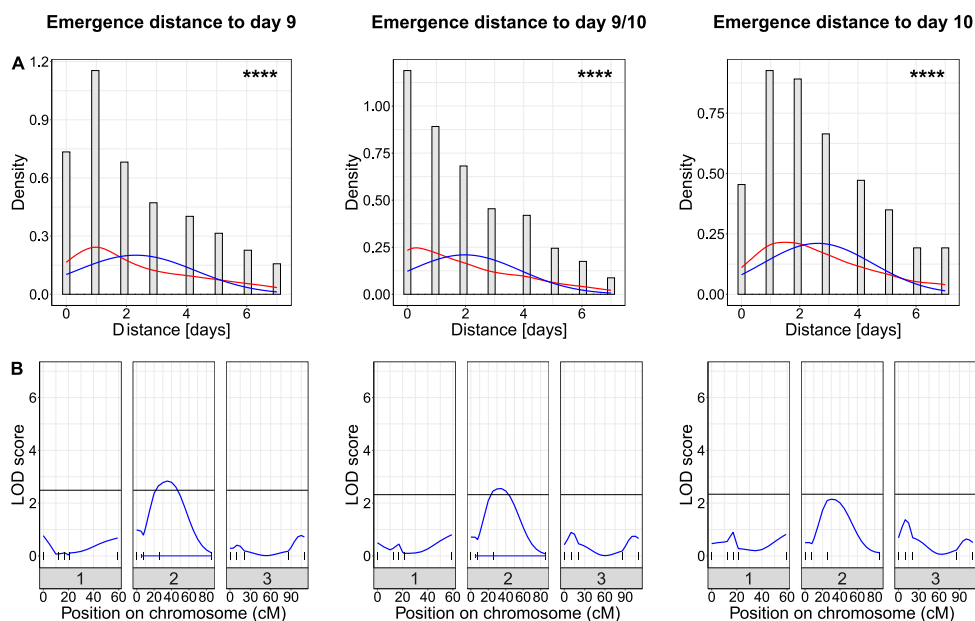 Emergence distance to day 9 Emergence distance to day 9/10 Emergence distance to day 10
A
1.2 0.9 0.6 0.3 0.0
Density
****
0 2 4 6
Distance [days]
1.00 0.75 0.50 0.25 0.00
Density
****
0 2 4 6
Distance [days]
0.75 0.50 0.25 0.00
Density
****
0 2 4 6
Distance [days]
B
6 4 2 0
LOD score
1 2 3
0 20 40 60 0 20 40 60 80 0 30 60 90
Position on chromosome (cM)
6 4 2 0
LOD score
1 2 3
0 20 40 60 0 20 40 60 80 0 30 60 90
Position on chromosome (cM)
6 4 2 0
LOD score
1 2 3
0 20 40 60 0 20 40 60 80 0 30 60 90
Position on chromosome (cM)